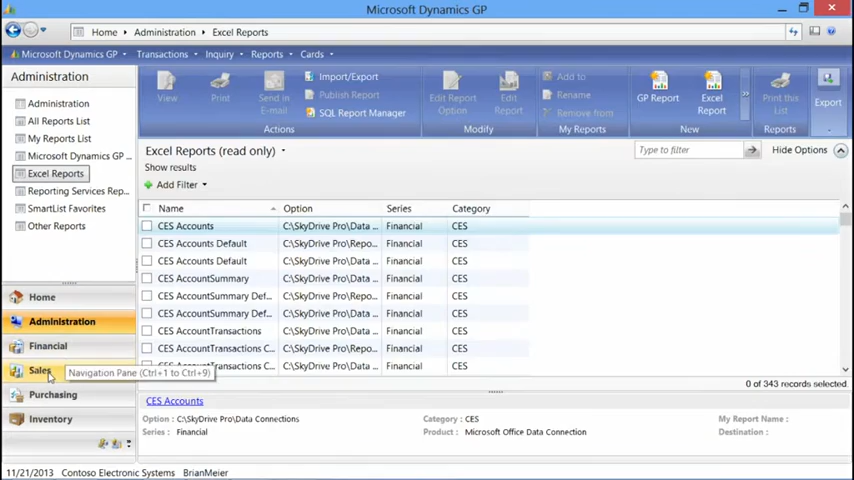 Microsoft Dynamics GP
Home
Administration
Excel Reports
Microsoft Dynamics GP
Transactions
Inquiry
Reports
Cards
Administration
Administration
All Reports List
My Reports List
Microsoft Dynamics GP ...
Excel Reports
Reporting Services Rep...
SmartList Favorites
Other Reports
Home
Administration
Financial
Sales
Navigation Pane (Ctrl+1 to Ctrl+9)
Purchasing
Inventory
View
Print
Send in
E-mail
Import/Export
Publish Report
SQL Report Manager
Actions
Edit Report
Option
Edit
Report
Modify
Add to
Rename
Remove from
My Reports
GP Report
Excel
Report
New
Print this
List
Reports
Export
Excel Reports (read only)
Type to filter
Hide Options
Show results
Add Filter
Name Option Series Category
CES Accounts C:\SkyDrive Pro\Data ... Financial CES
CES Accounts Default C:\SkyDrive Pro\Repo... Financial CES
CES Accounts Default C:\SkyDrive Pro\Data ... Financial CES
CES AccountSummary C:\SkyDrive Pro\Data ... Financial CES
CES AccountSummary Def... C:\SkyDrive Pro\Repo... Financial CES
CES AccountSummary Def... C:\SkyDrive Pro\Data ... Financial CES
CES AccountTransactions C:\SkyDrive Pro\Data ... Financial CES
CES AccountTransactions C... C:\SkyDrive Pro\Repo... Financial CES
CES AccountTransactions C... C:\SkyDrive Pro\Data ... Financial CES
0 of 343 records selected.
CES Accounts
Option : C:\SkyDrive Pro\Data Connections
Category : CES
My Report Name :
Series : Financial
Product : Microsoft Office Data Connection
Destination :
11/21/2013 Contoso Electronic Systems BrianMeier